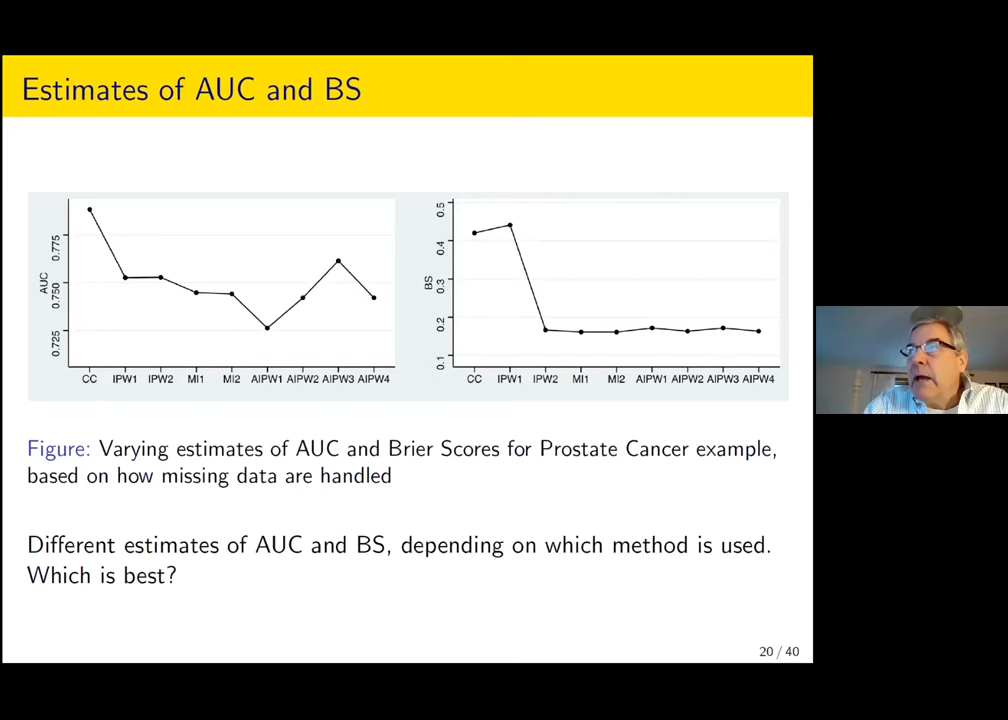 Estimates of AUC and BS
AUC
0.775
0.750
0.725
CC IPW1 IPW2 MI1 MI2 AIPW1 AIPW2 AIPW3 AIPW4
BS
0.5
0.4
0.3
0.2
0.1
CC IPW1 IPW2 MI1 MI2 AIPW1 AIPW2 AIPW3 AIPW4
Figure: Varying estimates of AUC and Brier Scores for Prostate Cancer example,
based on how missing data are handled
Different estimates of AUC and BS, depending on which method is used.
Which is best?
20 / 40